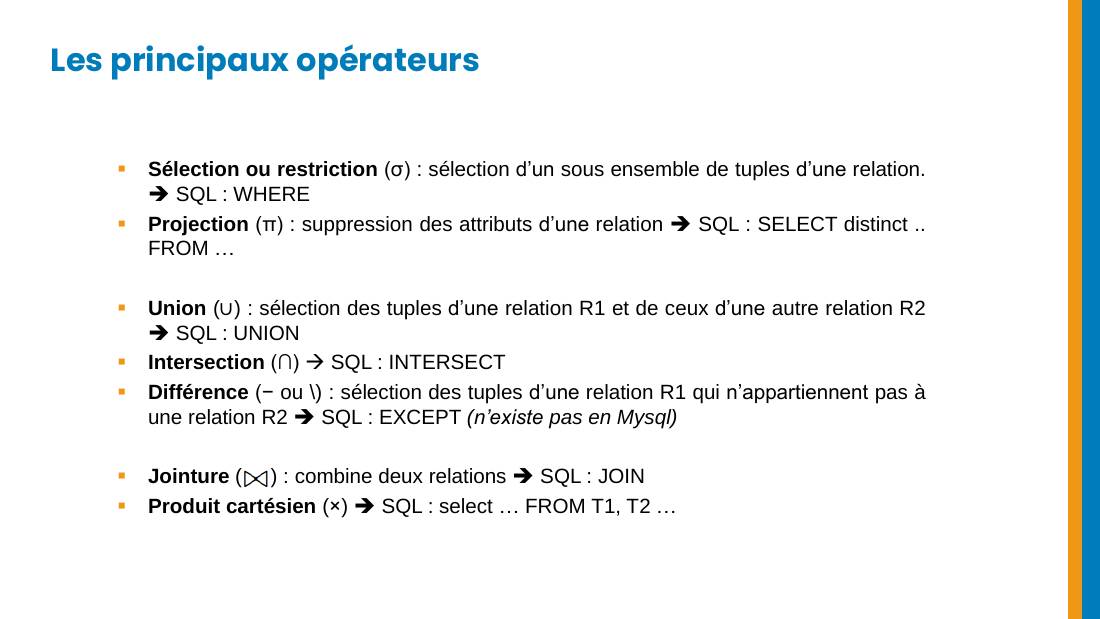 Les principaux opérateurs
▪ Sélection ou restriction (σ) : sélection d’un sous ensemble de tuples d’une relation.
➔ SQL : WHERE
▪ Projection (π) : suppression des attributs d’une relation ➔ SQL : SELECT distinct ..
FROM …
▪ Union (∪) : sélection des tuples d’une relation R1 et de ceux d’une autre relation R2
➔ SQL : UNION
▪ Intersection (∩) → SQL : INTERSECT
▪ Différence (− ou \) : sélection des tuples d’une relation R1 qui n’appartiennent pas à
une relation R2 ➔ SQL : EXCEPT (n’existe pas en Mysql)
▪ Jointure (⋈) : combine deux relations ➔ SQL : JOIN
▪ Produit cartésien (×) ➔ SQL : select … FROM T1, T2 …